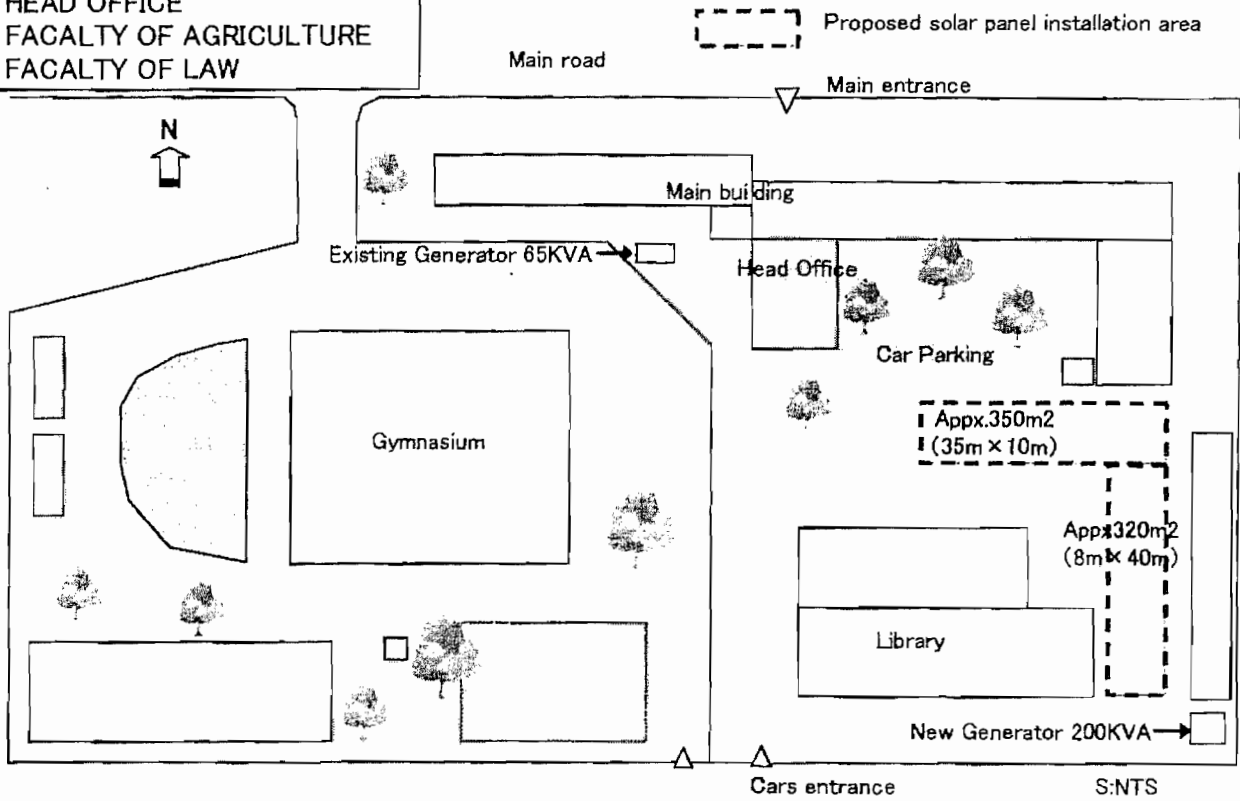 HEAD OFFICE
FACALTY OF AGRICULTURE
FACALTY OF LAW
Proposed solar panel installation area
Main road
Main entrance
N
Main building
Existing Generator 65KVA
Head Office
Car Parking
Appx.350m2
(35m×10m)
Gymnasium
Appx.320m2
(8m×40m)
Library
New Generator 200KVA
Cars entrance
S:NTS